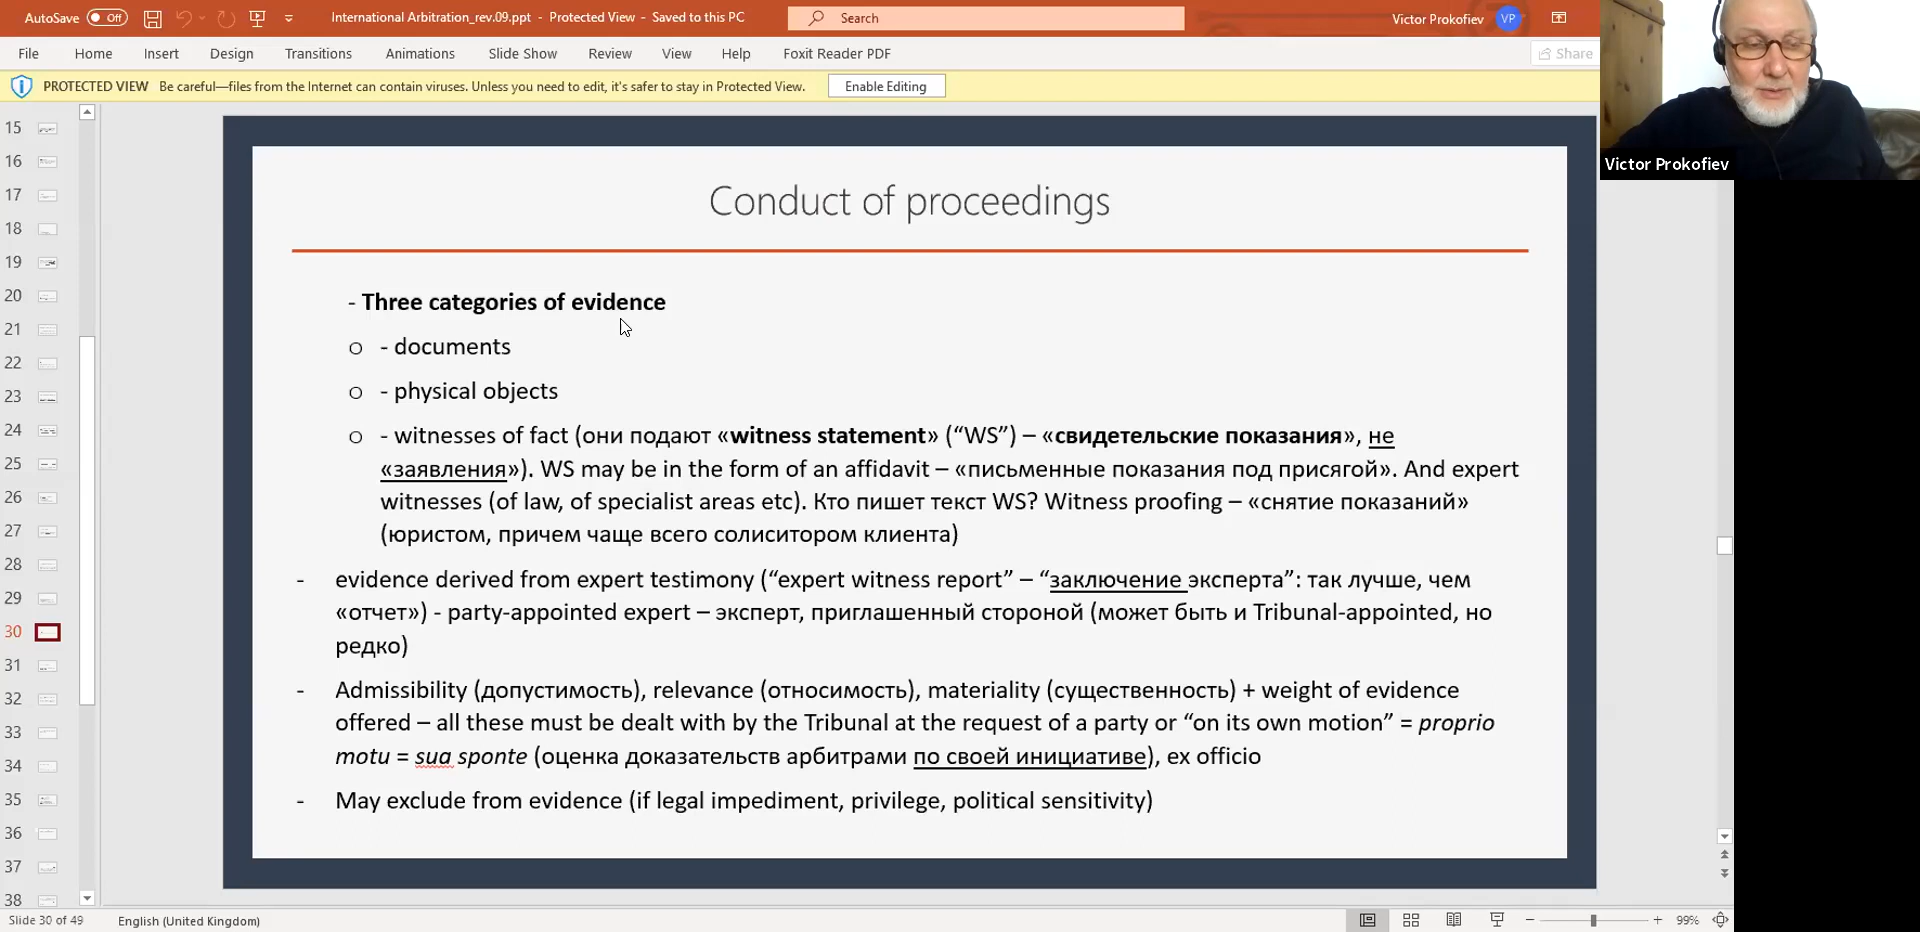 AutoSave Off International Arbitration_rev.09.ppt - Protected View - Saved to this PC Search Victor Prokofiev VP
File Home Insert Design Transitions Animations Slide Show Review View Help Foxit Reader PDF Share
PROTECTED VIEW Be careful—files from the Internet can contain viruses. Unless you need to edit, it's safer to stay in Protected View. Enable Editing
Victor Prokofiev
15
16
17
18
19
20
21
22
23
24
25
26
27
28
29
30
31
32
33
34
35
36
37
38
Conduct of proceedings
- Three categories of evidence
o - documents
o - physical objects
o - witnesses of fact (они подают «witness statement» (“WS”) – «свидетельские показания», не
«заявления»). WS may be in the form of an affidavit – «письменные показания под присягой». And expert
witnesses (of law, of specialist areas etc). Кто пишет текст WS? Witness proofing – «снятие показаний»
(юристом, причем чаще всего солиситором клиента)
- evidence derived from expert testimony (“expert witness report” – “заключение эксперта”: так лучше, чем
«отчет») - party-appointed expert – эксперт, приглашенный стороной (может быть и Tribunal-appointed, но
редко)
- Admissibility (допустимость), relevance (относимость), materiality (существенность) + weight of evidence
offered – all these must be dealt with by the Tribunal at the request of a party or “on its own motion” = proprio
motu = sua sponte (оценка доказательств арбитрами по своей инициативе), ex officio
- May exclude from evidence (if legal impediment, privilege, political sensitivity)
Slide 30 of 49 English (United Kingdom) 99%